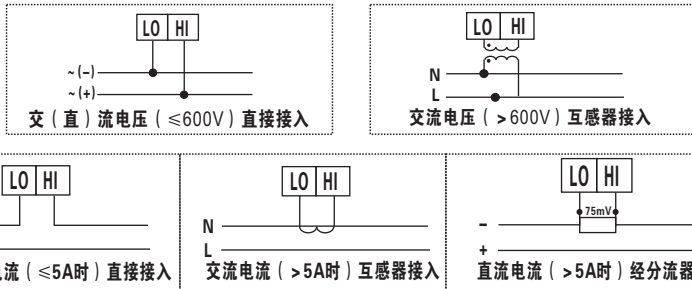 LO HI
~(-)
~(+)
交（直）流电压（≤600V）直接接入
LO HI
N
L
交流电压（>600V）互感器接入
LO HI
流（≤5A时）直接接入
LO HI
N
L
交流电流（>5A时）互感器接入
LO HI
75mV
-
+
直流电流（>5A时）经分流器